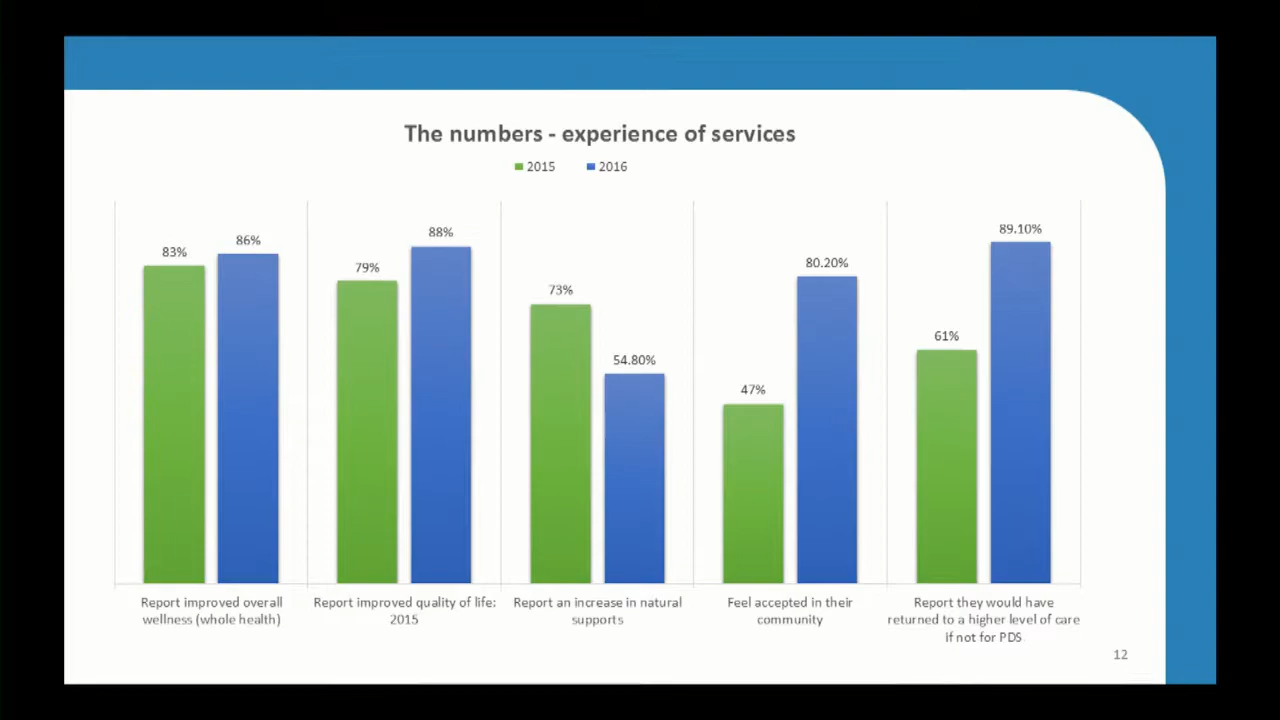 The numbers - experience of services
2015 2016
83%
86%
79%
88%
73%
54.80%
47%
80.20%
61%
89.10%
Report improved overall
wellness (whole health)
Report improved quality of life:
2015
Report an increase in natural
supports
Feel accepted in their
community
Report they would have
returned to a higher level of care
if not for PDS
12